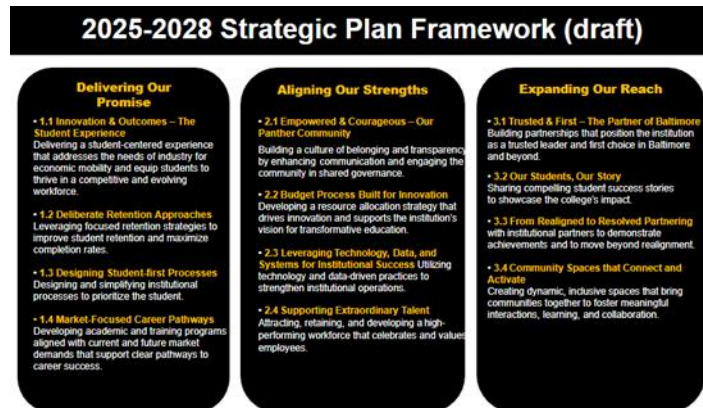 2025-2028 Strategic Plan Framework (draft)
Delivering Our
Promise
• 1.1 Innovation & Outcomes – The
Student Experience
Delivering a student-centered experience
that addresses the needs of industry for
economic mobility and equip students to
thrive in a competitive and evolving
workforce.
• 1.2 Deliberate Retention Approaches
Leveraging focused retention strategies to
improve student retention and maximize
completion rates.
• 1.3 Designing Student-first Processes
Designing and simplifying institutional
processes to prioritize the student.
• 1.4 Market-Focused Career Pathways
Developing academic and training programs
aligned with current and future market
demands that support clear pathways to
career success.
Aligning Our Strengths
• 2.1 Empowered & Courageous – Our
Panther Community
Building a culture of belonging and transparency
by enhancing communication and engaging the
community in shared governance.
• 2.2 Budget Process Built for Innovation
Developing a resource allocation strategy that
drives innovation and supports the institution's
vision for transformative education.
• 2.3 Leveraging Technology, Data, and
Systems for Institutional Success Utilizing
technology and data-driven practices to
strengthen institutional operations.
• 2.4 Supporting Extraordinary Talent
Attracting, retaining, and developing a high-
performing workforce that celebrates and values
employees.
Expanding Our Reach
• 3.1 Trusted & First – The Partner of Baltimore
Building partnerships that position the institution
as a trusted leader and first choice in Baltimore
and beyond.
• 3.2 Our Students, Our Story
Sharing compelling student success stories
to showcase the college's impact.
• 3.3 From Realigned to Resolved Partnering
with institutional partners to demonstrate
achievements and to move beyond realignment.
• 3.4 Community Spaces that Connect and
Activate
Creating dynamic, inclusive spaces that bring
communities together to foster meaningful
interactions, learning, and collaboration.